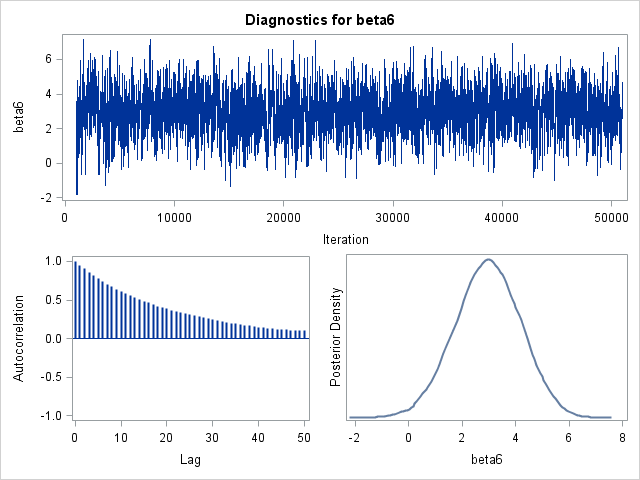 Diagnostics for beta6
beta6
6
4
2
0
-2
0 10000 20000 30000 40000 50000
Iteration
Autocorrelation
1.0
0.5
0.0
-0.5
-1.0
0 10 20 30 40 50
Lag
Posterior Density
-2 0 2 4 6 8
beta6